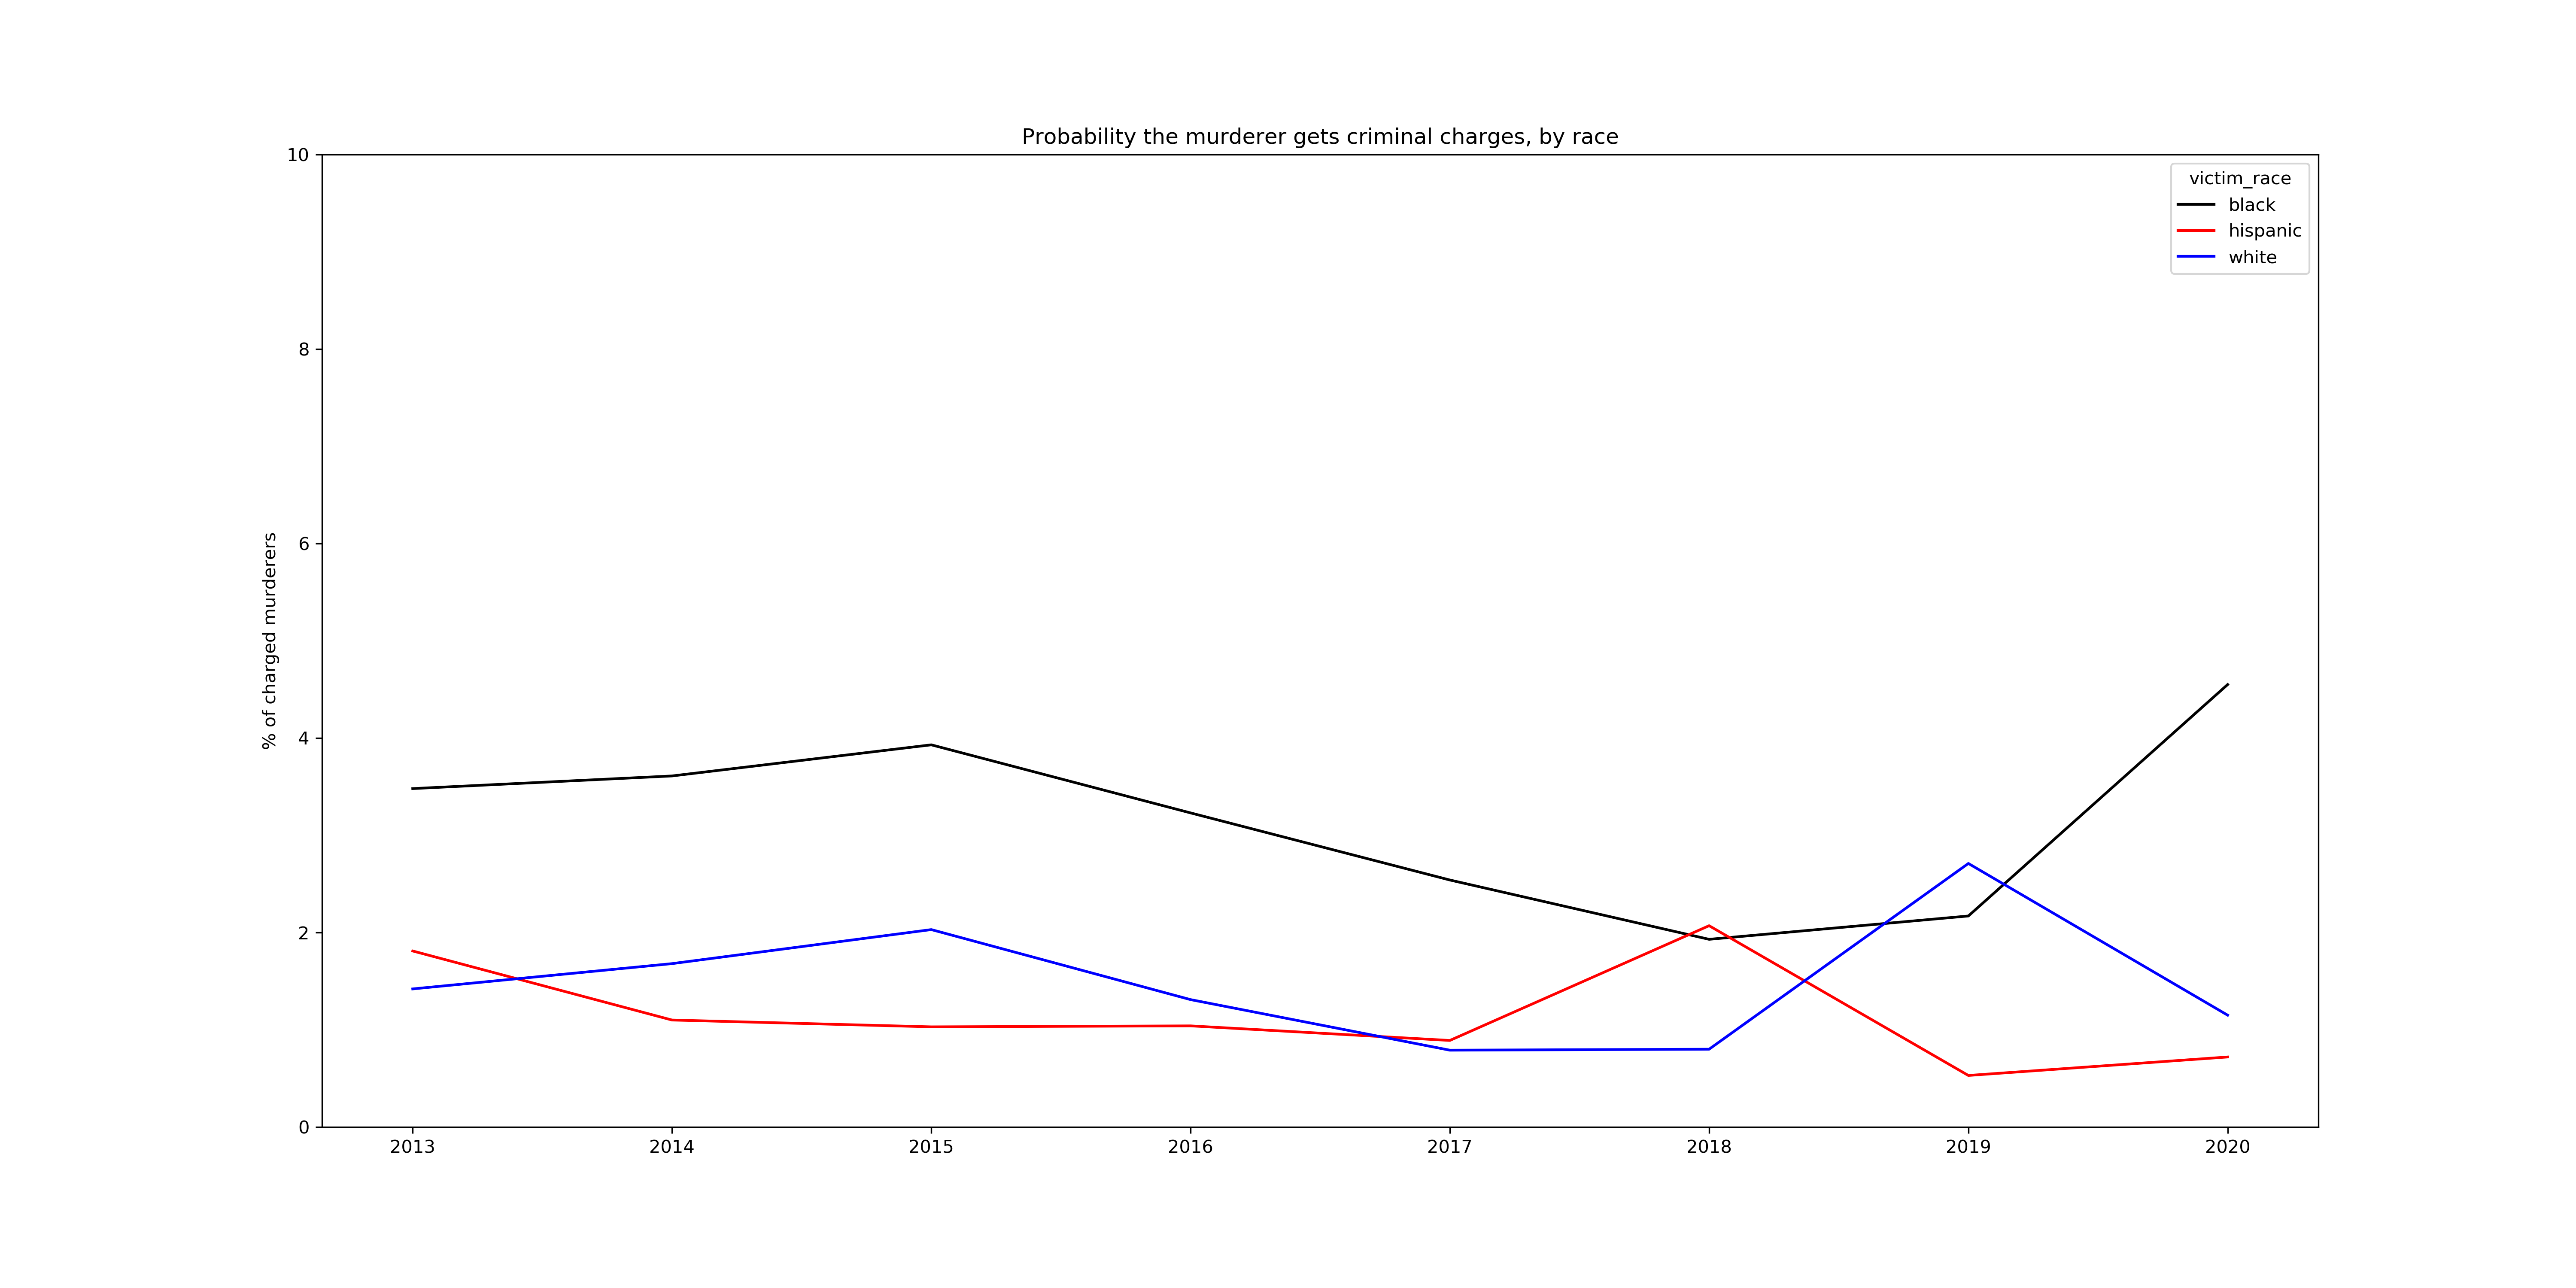 Probability the murderer gets criminal charges, by race
victim_race
black
hispanic
white
% of charged murderers
10
8
6
4
2
0
2013
2014
2015
2016
2017
2018
2019
2020